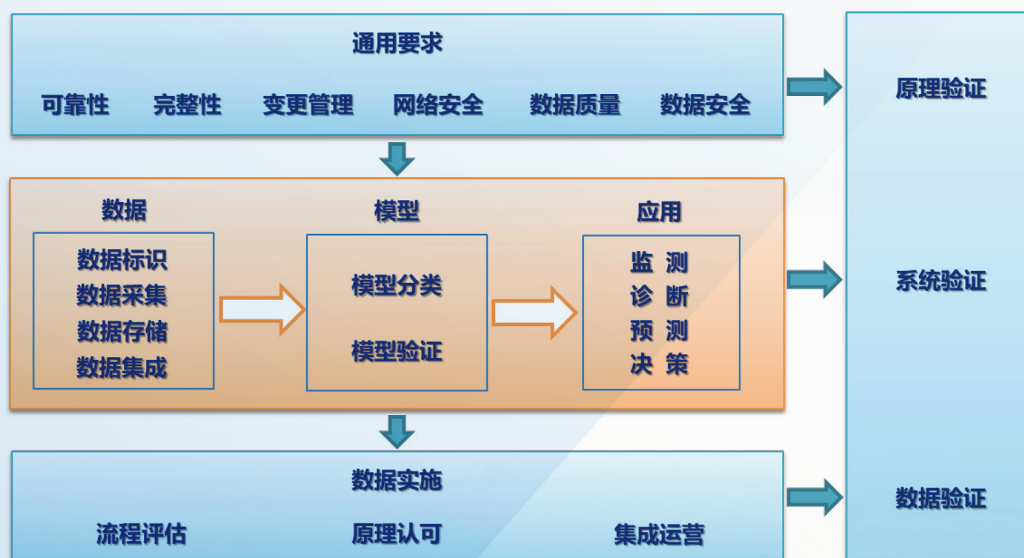 通用要求
可靠性 完整性 变更管理 网络安全 数据质量 数据安全
原理验证
数据 模型 应用
数据标识
数据采集
数据存储
数据集成
模型分类
模型验证
监 测
诊 断
预 测
决 策
系统验证
数据实施
流程评估 原理认可 集成运营
数据验证